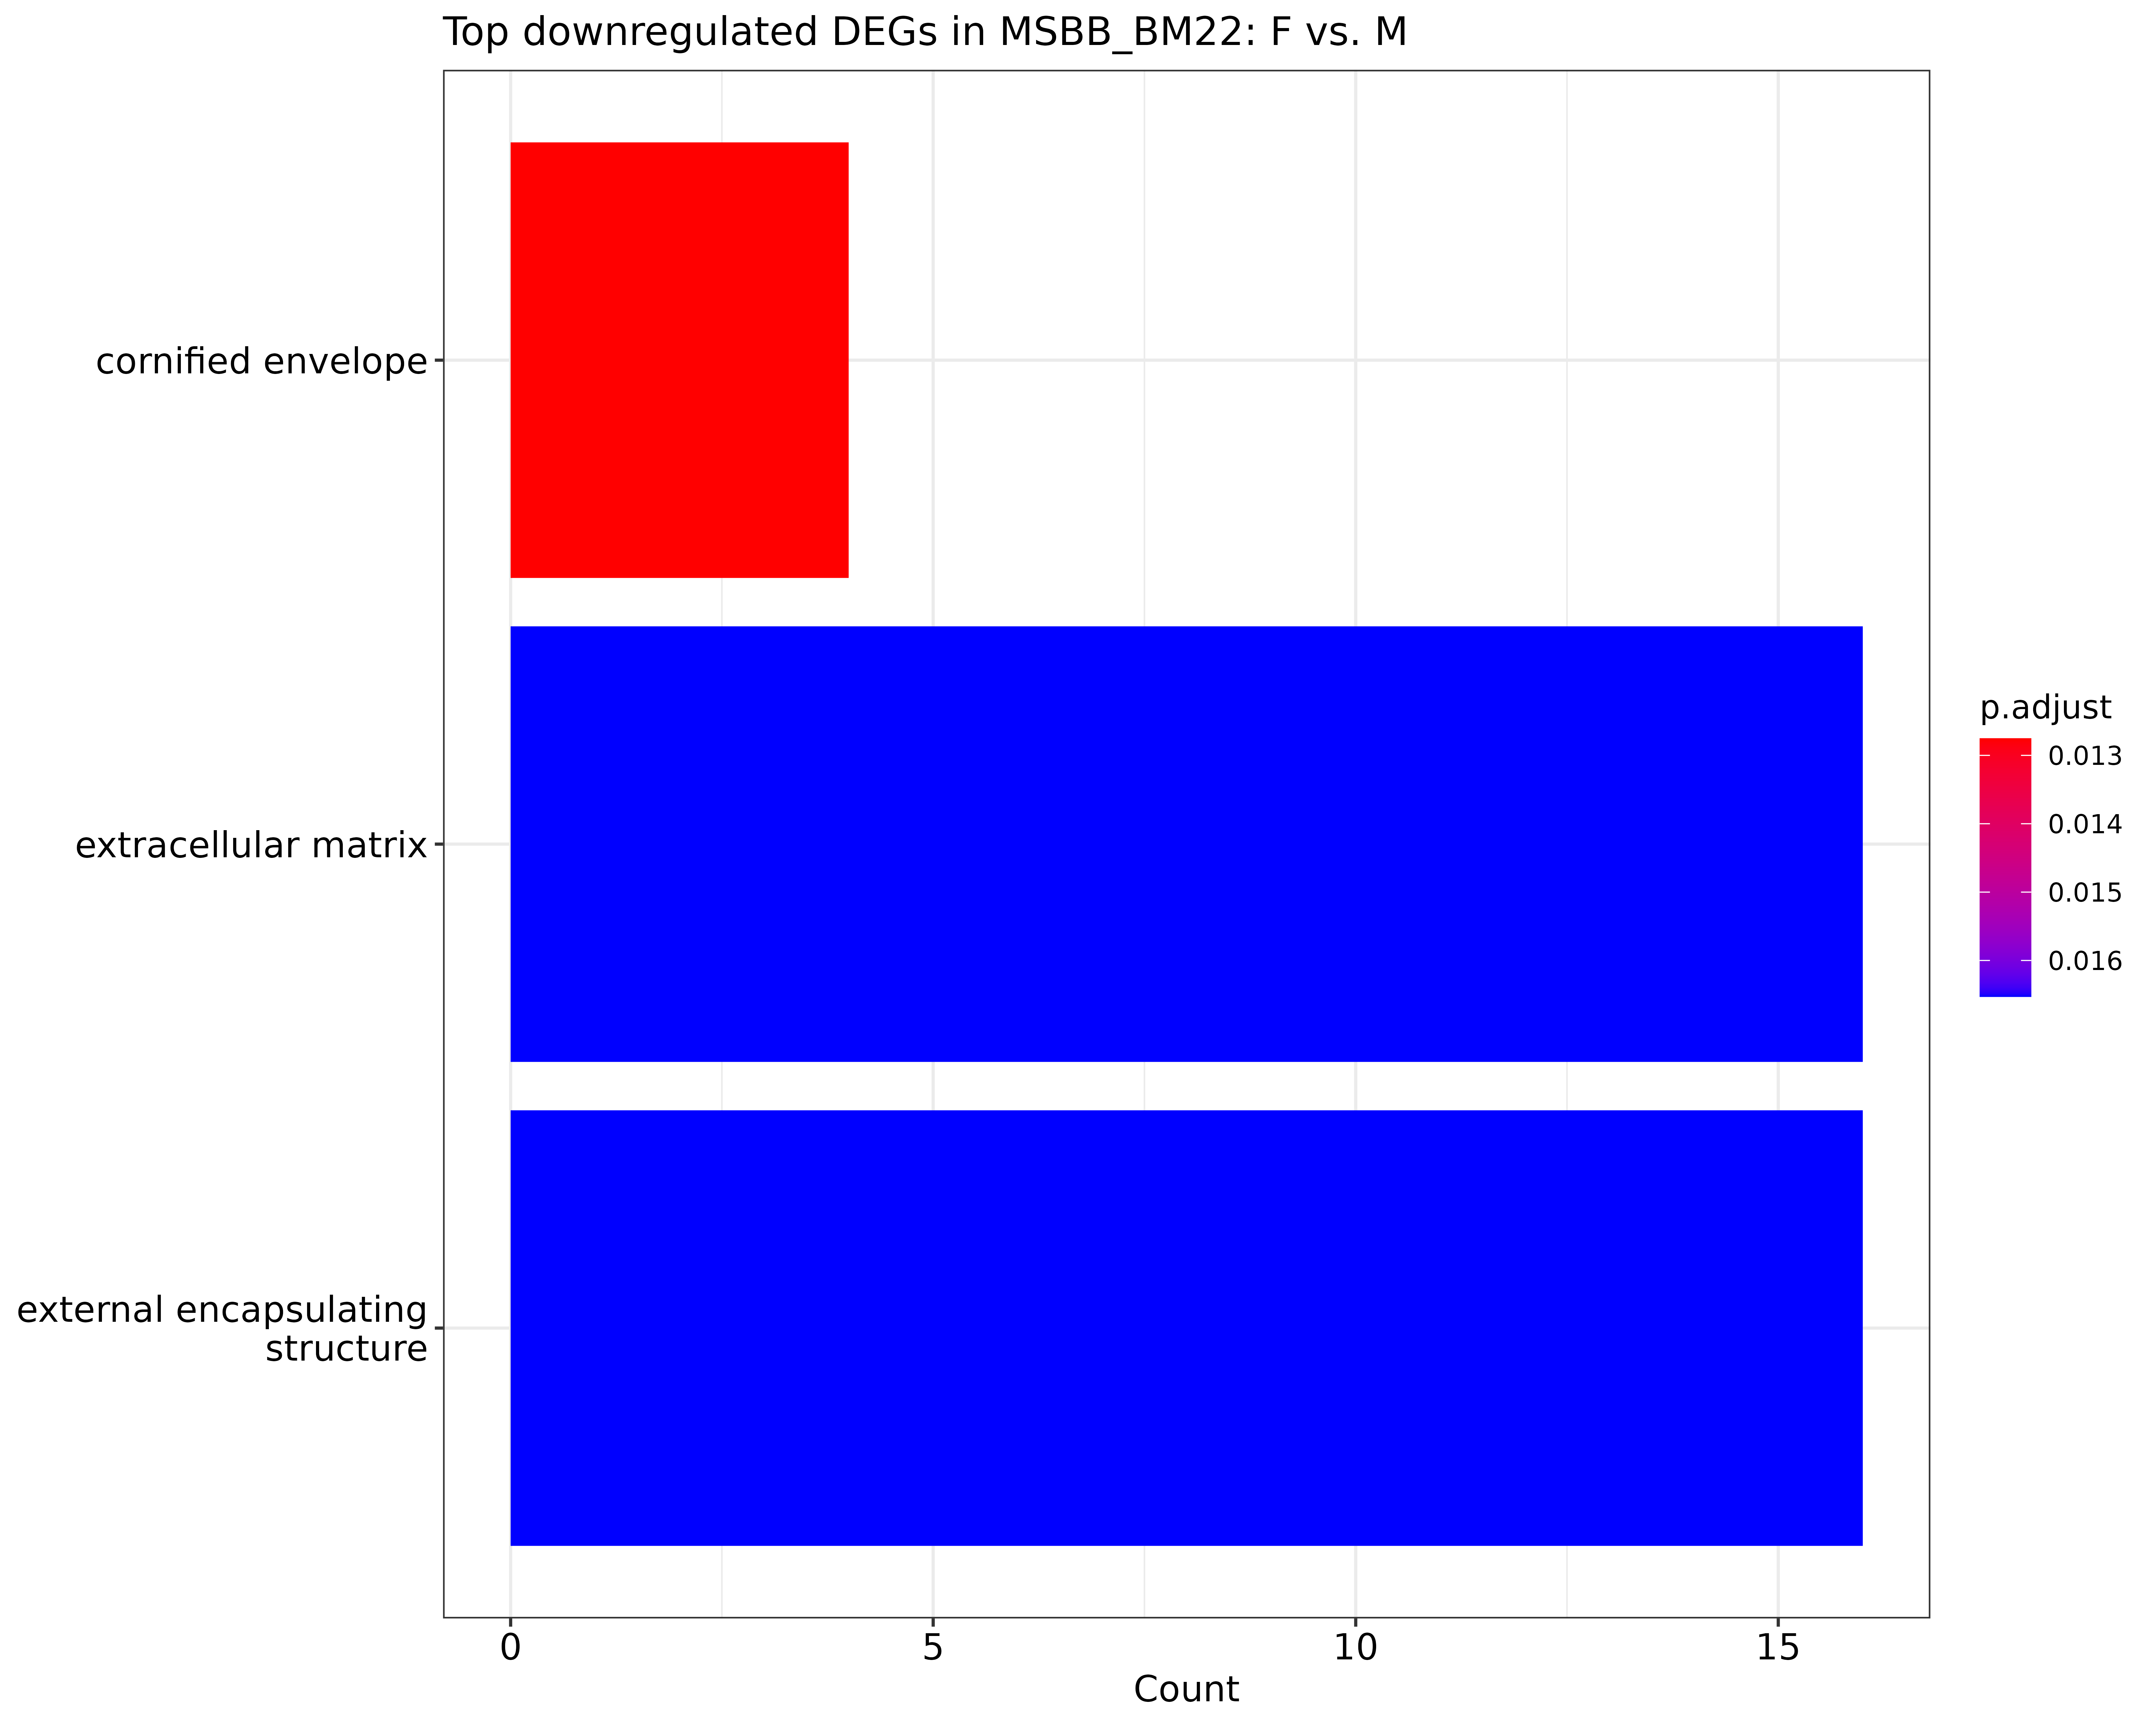 Top downregulated DEGs in MSBB_BM22: F vs. M
cornified envelope
extracellular matrix
external encapsulating
structure
0
5
10
15
Count
p.adjust
0.013
0.014
0.015
0.016